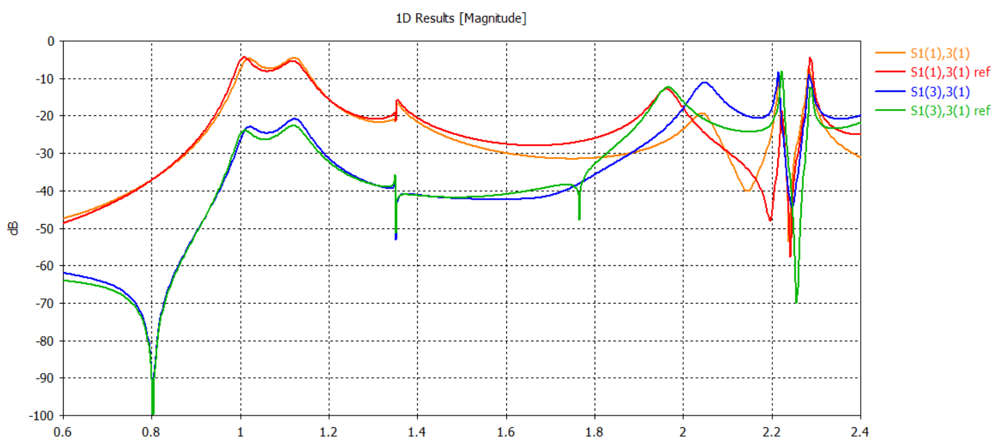 1D Results [Magnitude]
S1(1),3(1)
S1(1),3(1) ref
S1(3),3(1)
S1(3),3(1) ref
dB
0
-10
-20
-30
-40
-50
-60
-70
-80
-90
-100
0.6 0.8 1 1.2 1.4 1.6 1.8 2 2.2 2.4